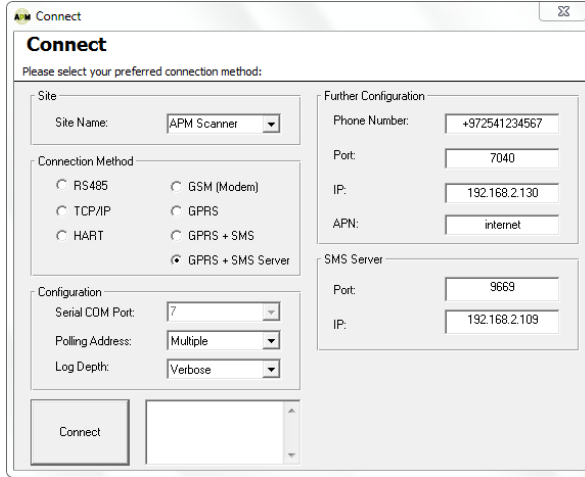 APM Connect
Connect
Please select your preferred connection method:
Site
Site Name: APM Scanner
Connection Method
RS485 GSM (Modem)
TCP/IP GPRS
HART GPRS + SMS
GPRS + SMS Server
Configuration
Serial COM Port: 7
Polling Address: Multiple
Log Depth: Verbose
Connect
Further Configuration
Phone Number: +972541234567
Port: 7040
IP: 192.168.2.130
APN: internet
SMS Server
Port: 9669
IP: 192.168.2.109